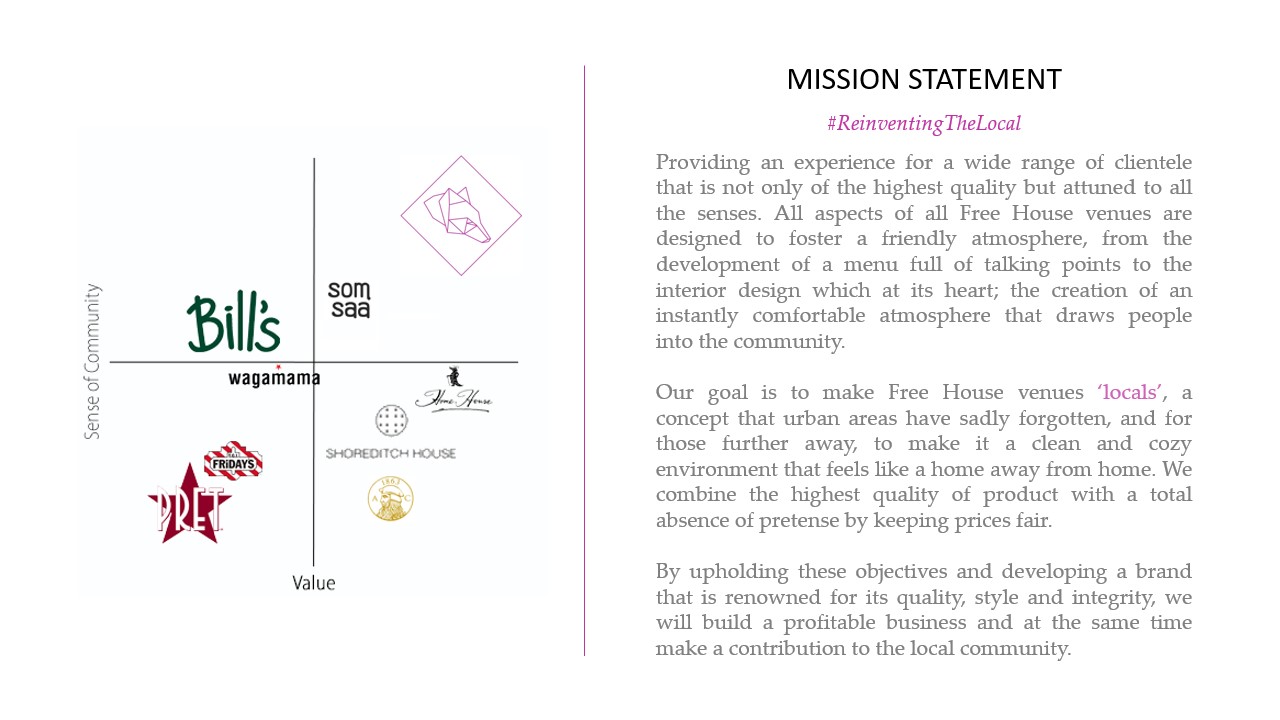 MISSION STATEMENT
#ReinventingTheLocal
Providing an experience for a wide range of clientele
that is not only of the highest quality but attuned to all
the senses. All aspects of all Free House venues are
designed to foster a friendly atmosphere, from the
development of a menu full of talking points to the
interior design which at its heart; the creation of an
instantly comfortable atmosphere that draws people
into the community.
Our goal is to make Free House venues ‘locals’, a
concept that urban areas have sadly forgotten, and for
those further away, to make it a clean and cozy
environment that feels like a home away from home. We
combine the highest quality of product with a total
absence of pretense by keeping prices fair.
By upholding these objectives and developing a brand
that is renowned for its quality, style and integrity, we
will build a profitable business and at the same time
make a contribution to the local community.
Sense of Community
som
saa
Bill's
wagamama
Home House
SHOREDITCH HOUSE
FRIDAYS
PRET
1863
A C
Value